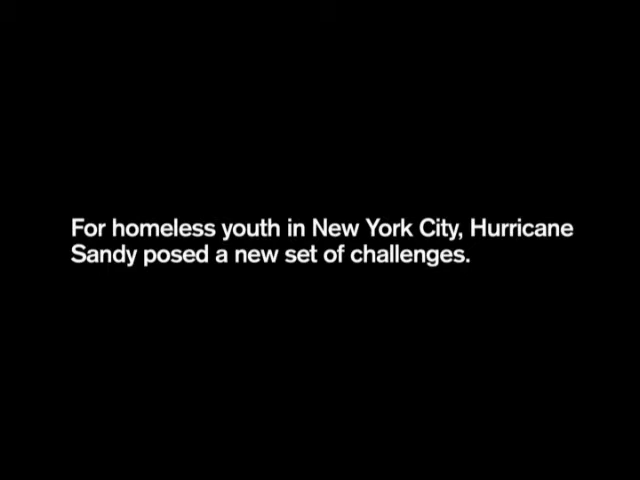 For homeless youth in New York City, Hurricane
Sandy posed a new set of challenges.